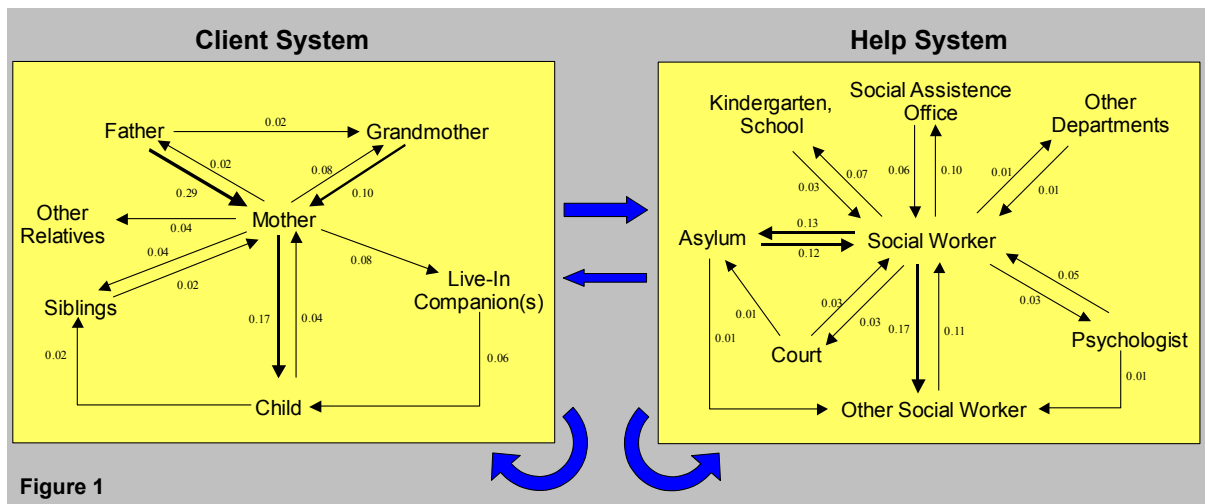 Client System
Help System
Father
0.02
Grandmother
0.02
0.08
0.29
0.10
Other
Relatives
0.04
Mother
0.04
0.02
0.08
Siblings
Live-In
Companion(s)
0.17
0.04
0.02
0.06
Child
Kindergarten,
School
Social Assistence
Office
Other
Departments
0.03
0.07
0.06
0.10
0.01
0.01
Asylum
0.13
0.12
Social Worker
0.01
0.01
0.03
0.03
Court
0.17
0.11
0.05
0.03
Psychologist
0.01
Other Social Worker
Figure 1